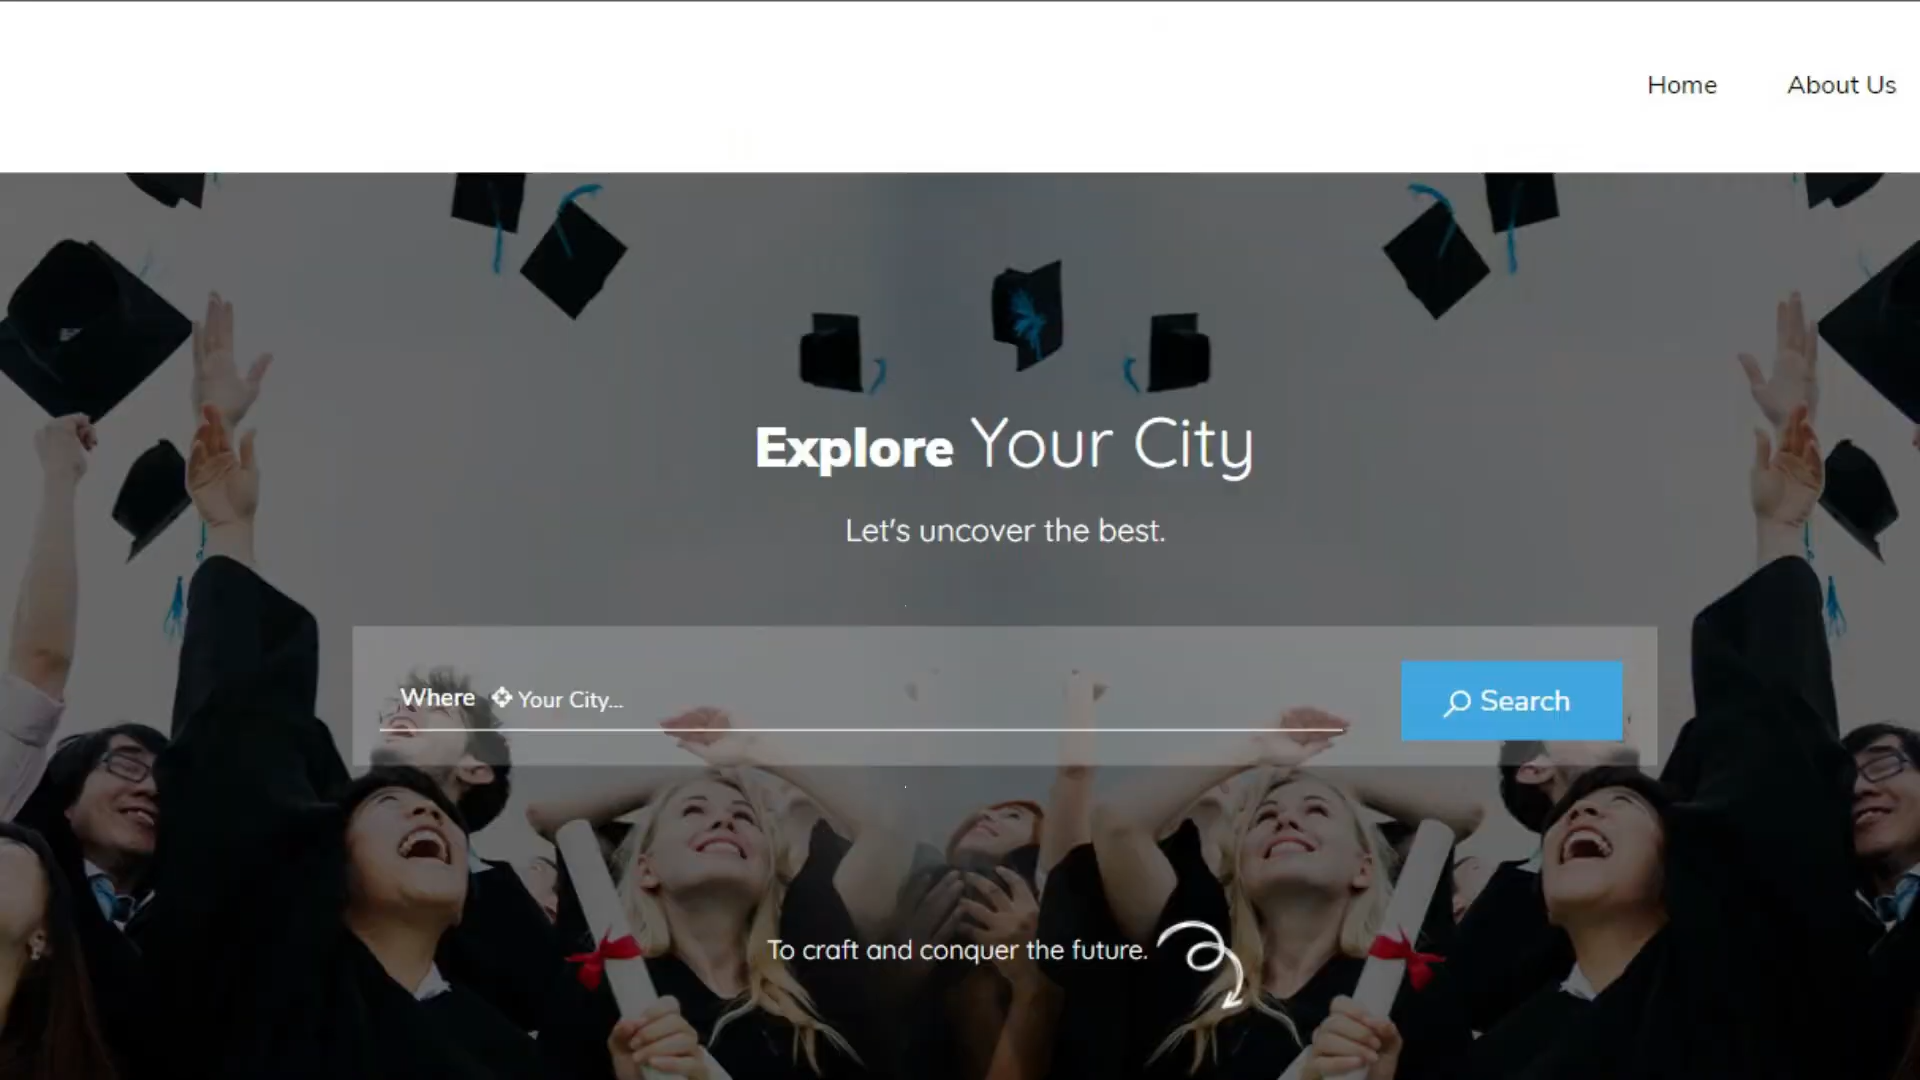 Home About Us
Explore Your City
Let's uncover the best.
Where Your City...
Search
To craft and conquer the future.